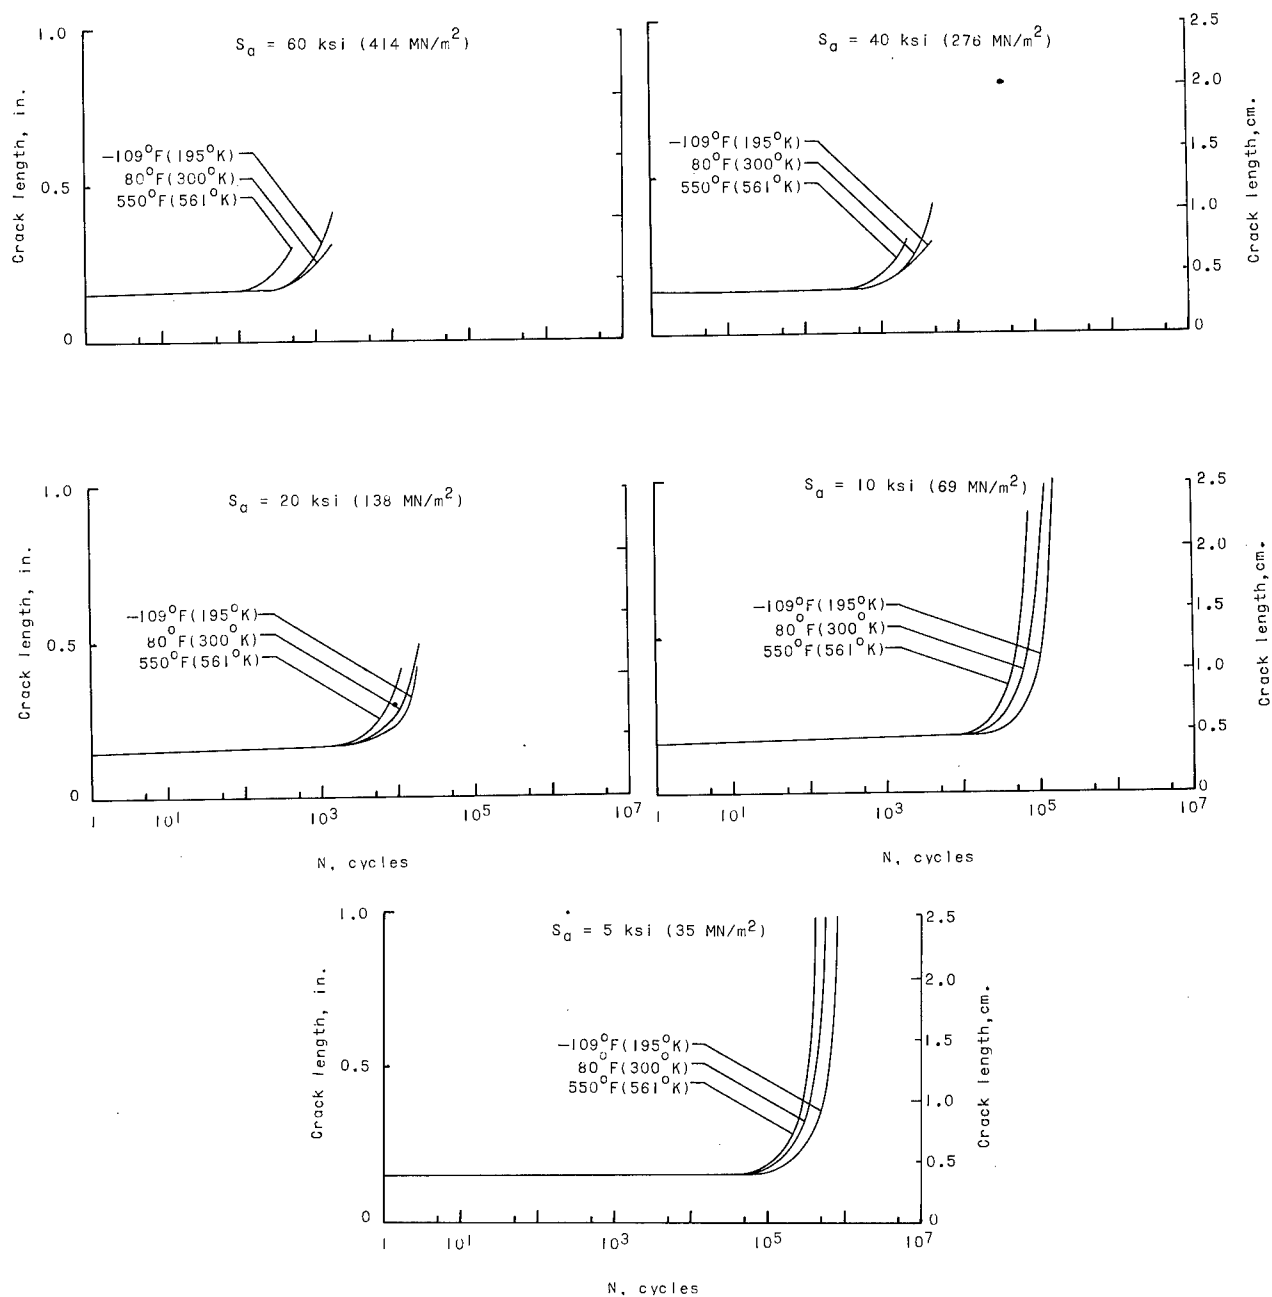 S_a = 60 ksi (414 MN/m²)
1.0
0.5
0
Crack length, in.
−109°F(195°K)
80°F(300°K)
550°F(561°K)
S_a = 40 ksi (276 MN/m²)
−109°F(195°K)
80°F(300°K)
550°F(561°K)
2.5
2.0
1.5
1.0
0.5
0
Crack length,cm.
S_a = 20 ksi (138 MN/m²)
1.0
0.5
0
Crack length, in.
−109°F(195°K)
80°F(300°K)
550°F(561°K)
1 10¹ 10³ 10⁵ 10⁷
N, cycles
S_a = 10 ksi (69 MN/m²)
−109°F(195°K)
80°F(300°K)
550°F(561°K)
2.5
2.0
1.5
1.0
0.5
0
Crack length,cm.
1 10¹ 10³ 10⁵ 10⁷
N, cycles
S_a = 5 ksi (35 MN/m²)
1.0
0.5
0
Crack length, in.
−109°F(195°K)
80°F(300°K)
550°F(561°K)
2.5
2.0
1.5
1.0
0.5
0
Crack length,cm.
1 10¹ 10³ 10⁵ 10⁷
N, cycles